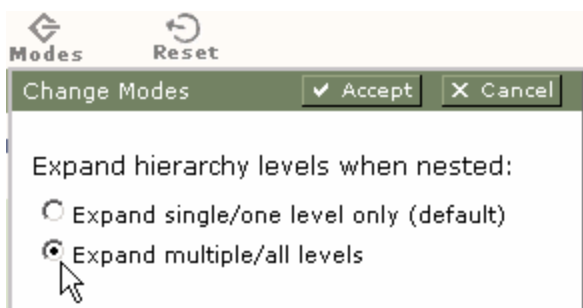 Modes Reset
Change Modes Accept Cancel
Expand hierarchy levels when nested:
Expand single/one level only (default)
Expand multiple/all levels